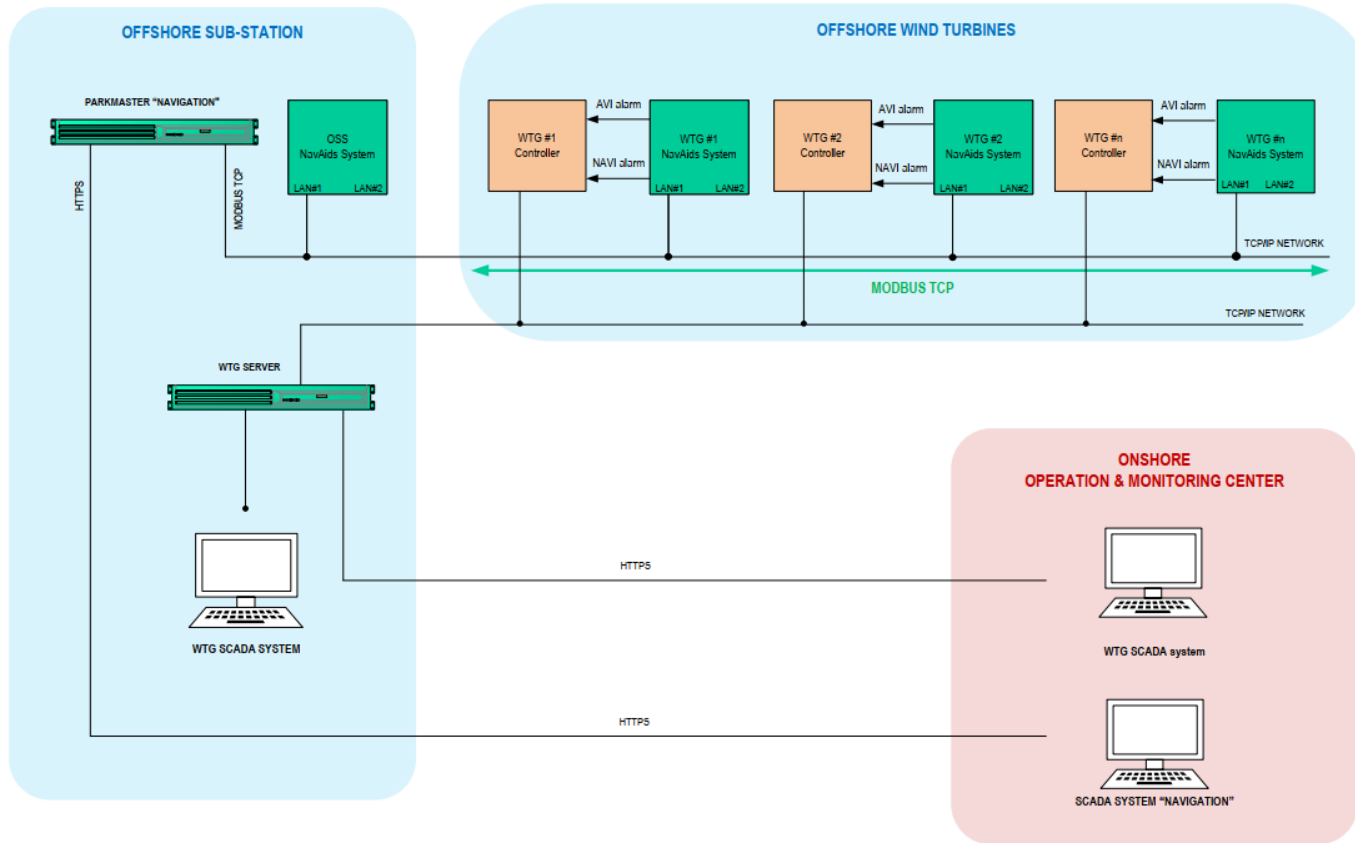 OFFSHORE SUB-STATION
PARKMASTER “NAVIGATION”
OSS
NavAids System
LAN#1 LAN#2
HTTPS
MODBUS TCP
OFFSHORE WIND TURBINES
WTG #1
Controller
AVI alarm
NAVI alarm
WTG #1
NavAids System
LAN#1 LAN#2
WTG #2
Controller
AVI alarm
NAVI alarm
WTG #2
NavAids System
LAN#1 LAN#2
WTG #n
Controller
AVI alarm
NAVI alarm
WTG #n
NavAids System
LAN#1 LAN#2
TCP/IP NETWORK
MODBUS TCP
TCP/IP NETWORK
WTG SERVER
WTG SCADA SYSTEM
HTTPS
HTTPS
ONSHORE
OPERATION & MONITORING CENTER
WTG SCADA system
SCADA SYSTEM “NAVIGATION”